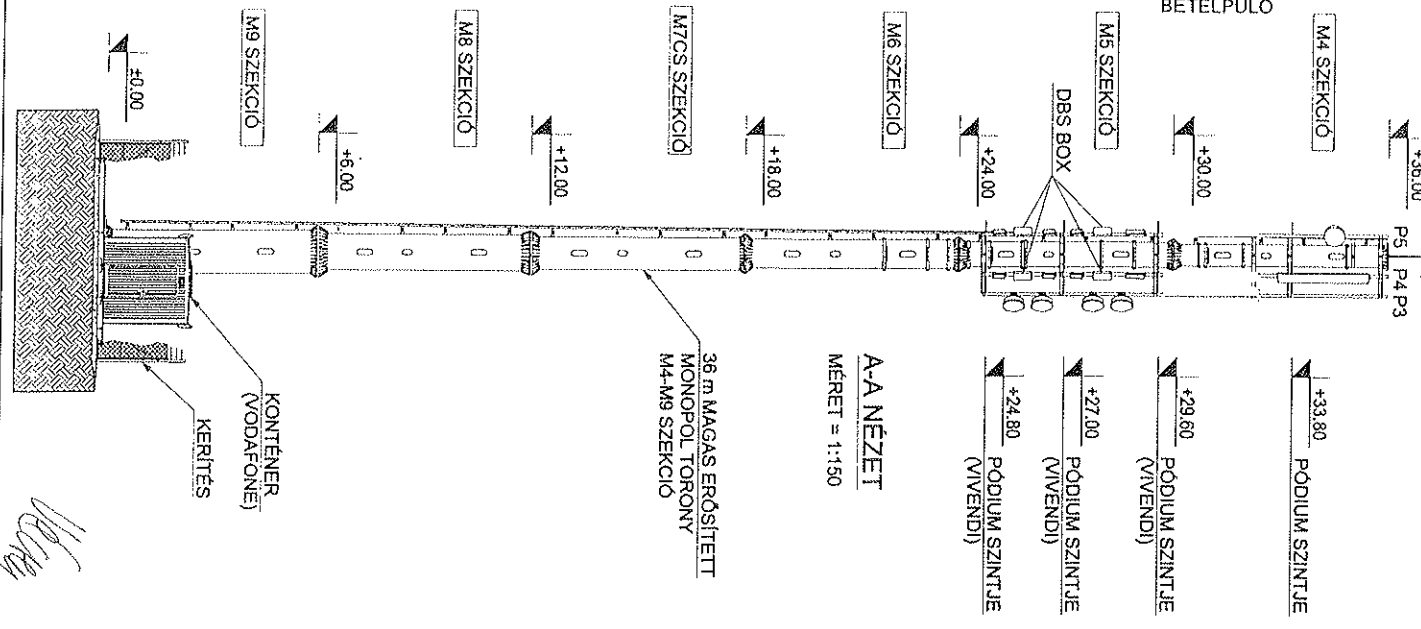 BETELPÜLŐ
M4 SZEKCIÓ
+36.00
P5
P4
P3
M5 SZEKCIÓ
+30.00
DBS BOX
M6 SZEKCIÓ
+24.00
M7CS SZEKCIÓ
+18.00
M8 SZEKCIÓ
+12.00
M9 SZEKCIÓ
+6.00
±0.00
+33.80
PÓDIUM SZINTJE
+29.60
PÓDIUM SZINTJE
(VIVENDI)
+27.00
PÓDIUM SZINTJE
(VIVENDI)
+24.80
PÓDIUM SZINTJE
(VIVENDI)
A-A NÉZET
MÉRET = 1:150
36 m MAGAS ERŐSÍTETT
MONOPOL TORONY
M4-M9 SZEKCIÓ
KONTÉNER
(VODAFONE)
KERÍTÉS